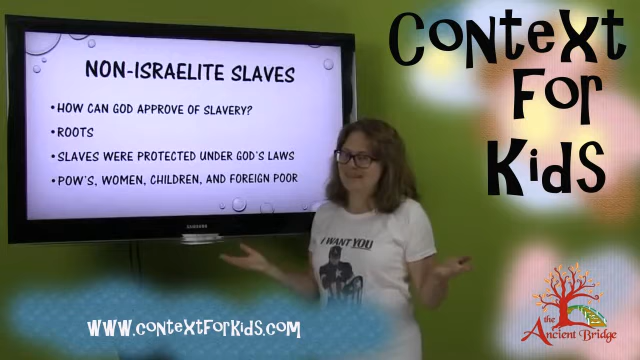 NON-ISRAELITE SLAVES
• HOW CAN GOD APPROVE OF SLAVERY?
• ROOTS
• SLAVES WERE PROTECTED UNDER GOD'S LAWS
• POW'S, WOMEN, CHILDREN, AND FOREIGN POOR
SAMSUNG
I WANT YOU
Context
For
Kids
www.contextforkids.com
the
Ancient Bridge